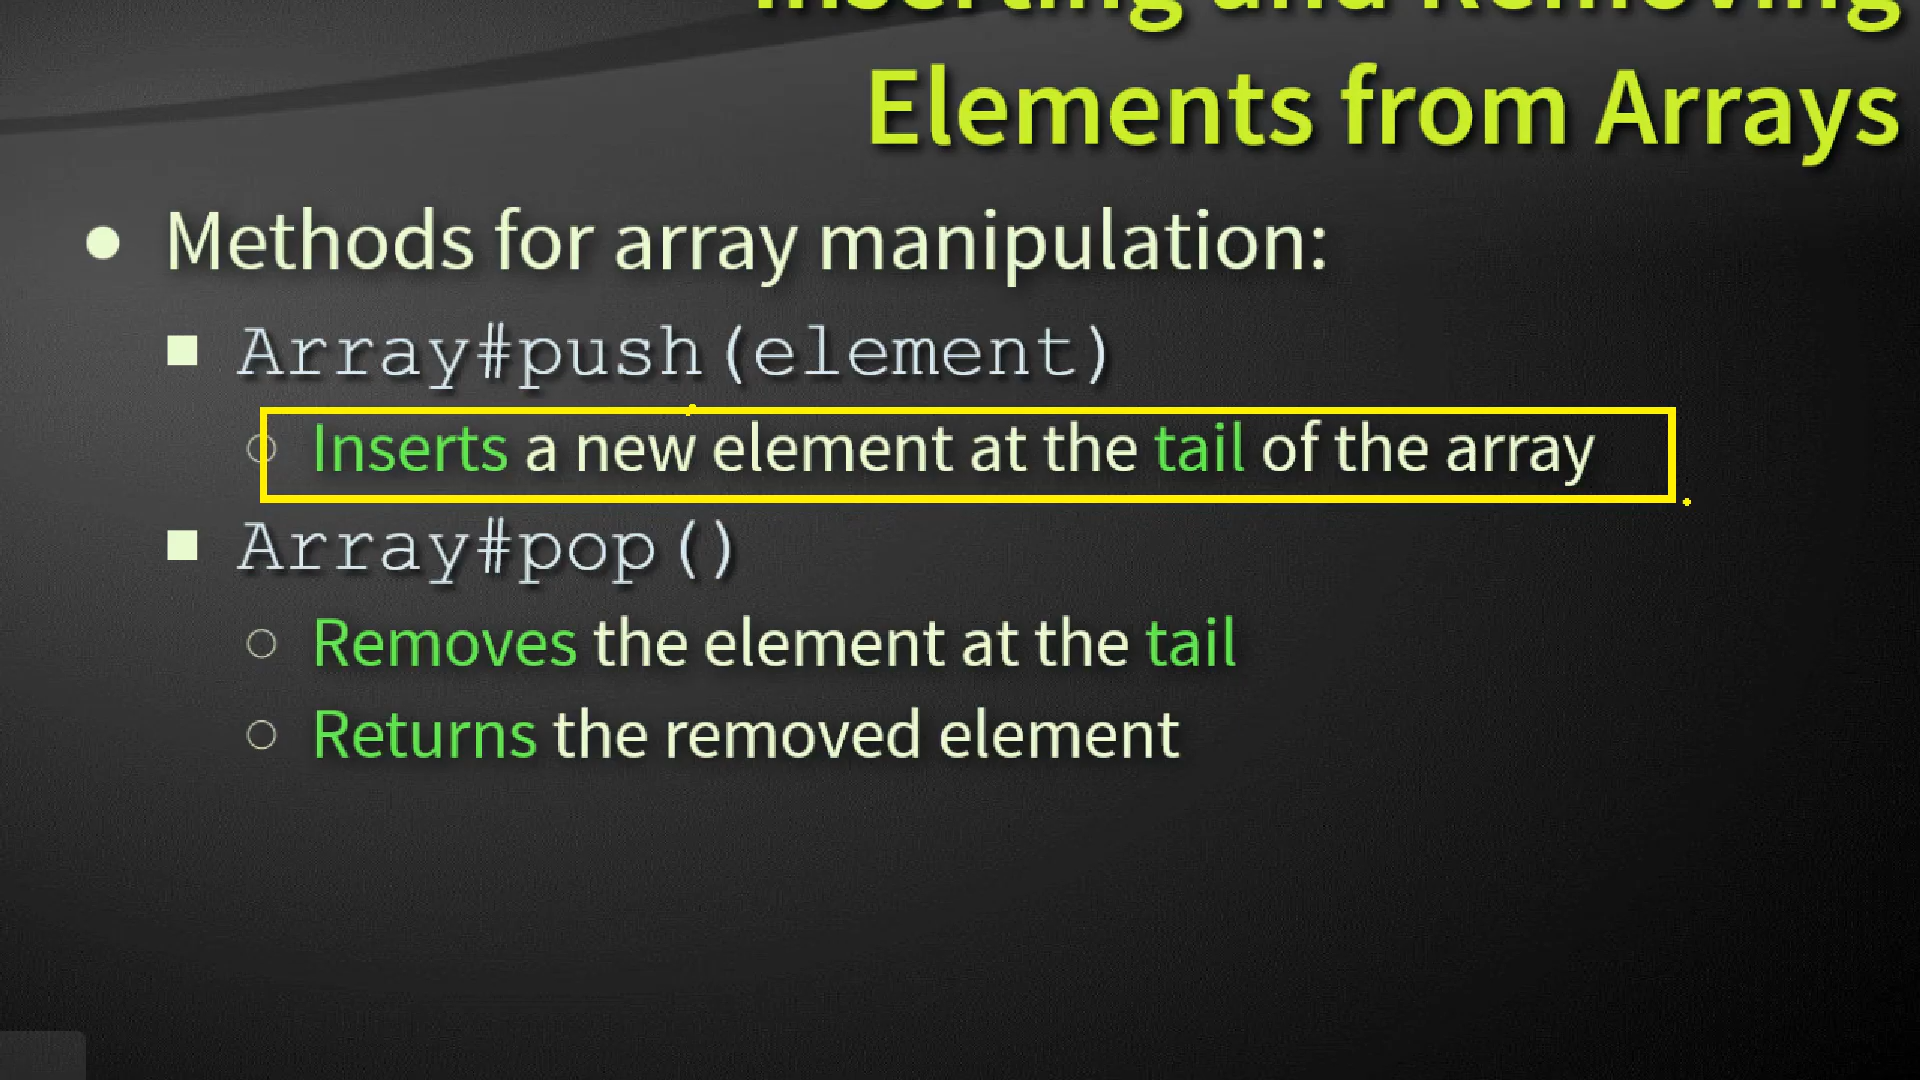 Inserting and Removing
Elements from Arrays
Methods for array manipulation:
Array#push(element)
Inserts a new element at the tail of the array
Array#pop()
Removes the element at the tail
Returns the removed element